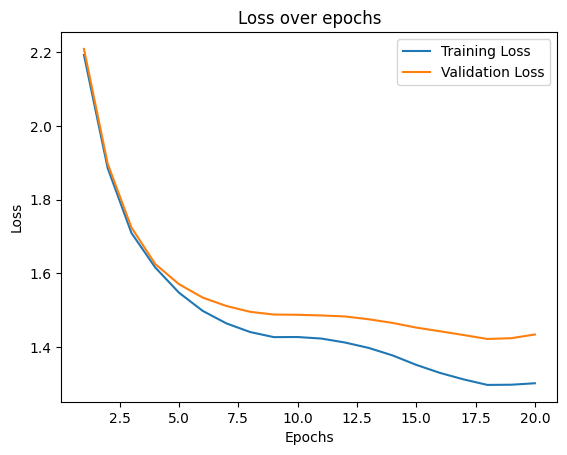 Loss over epochs
Training Loss
Validation Loss
2.2
2.0
1.8
1.6
1.4
Loss
2.5
5.0
7.5
10.0
12.5
15.0
17.5
20.0
Epochs